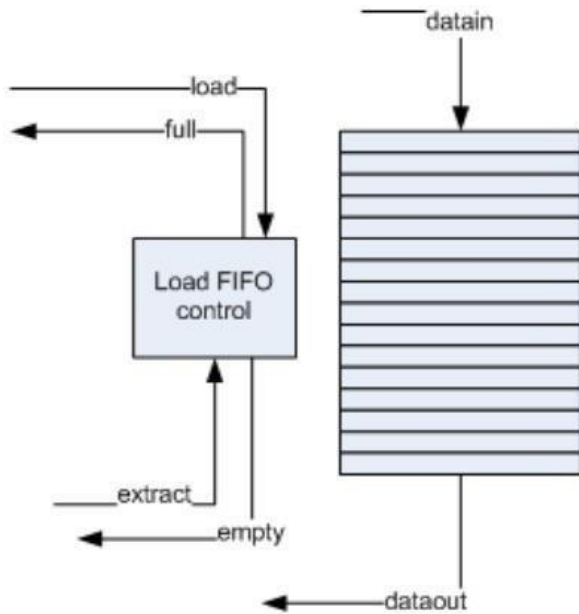 datain
load
full
Load FIFO
control
extract
empty
dataout